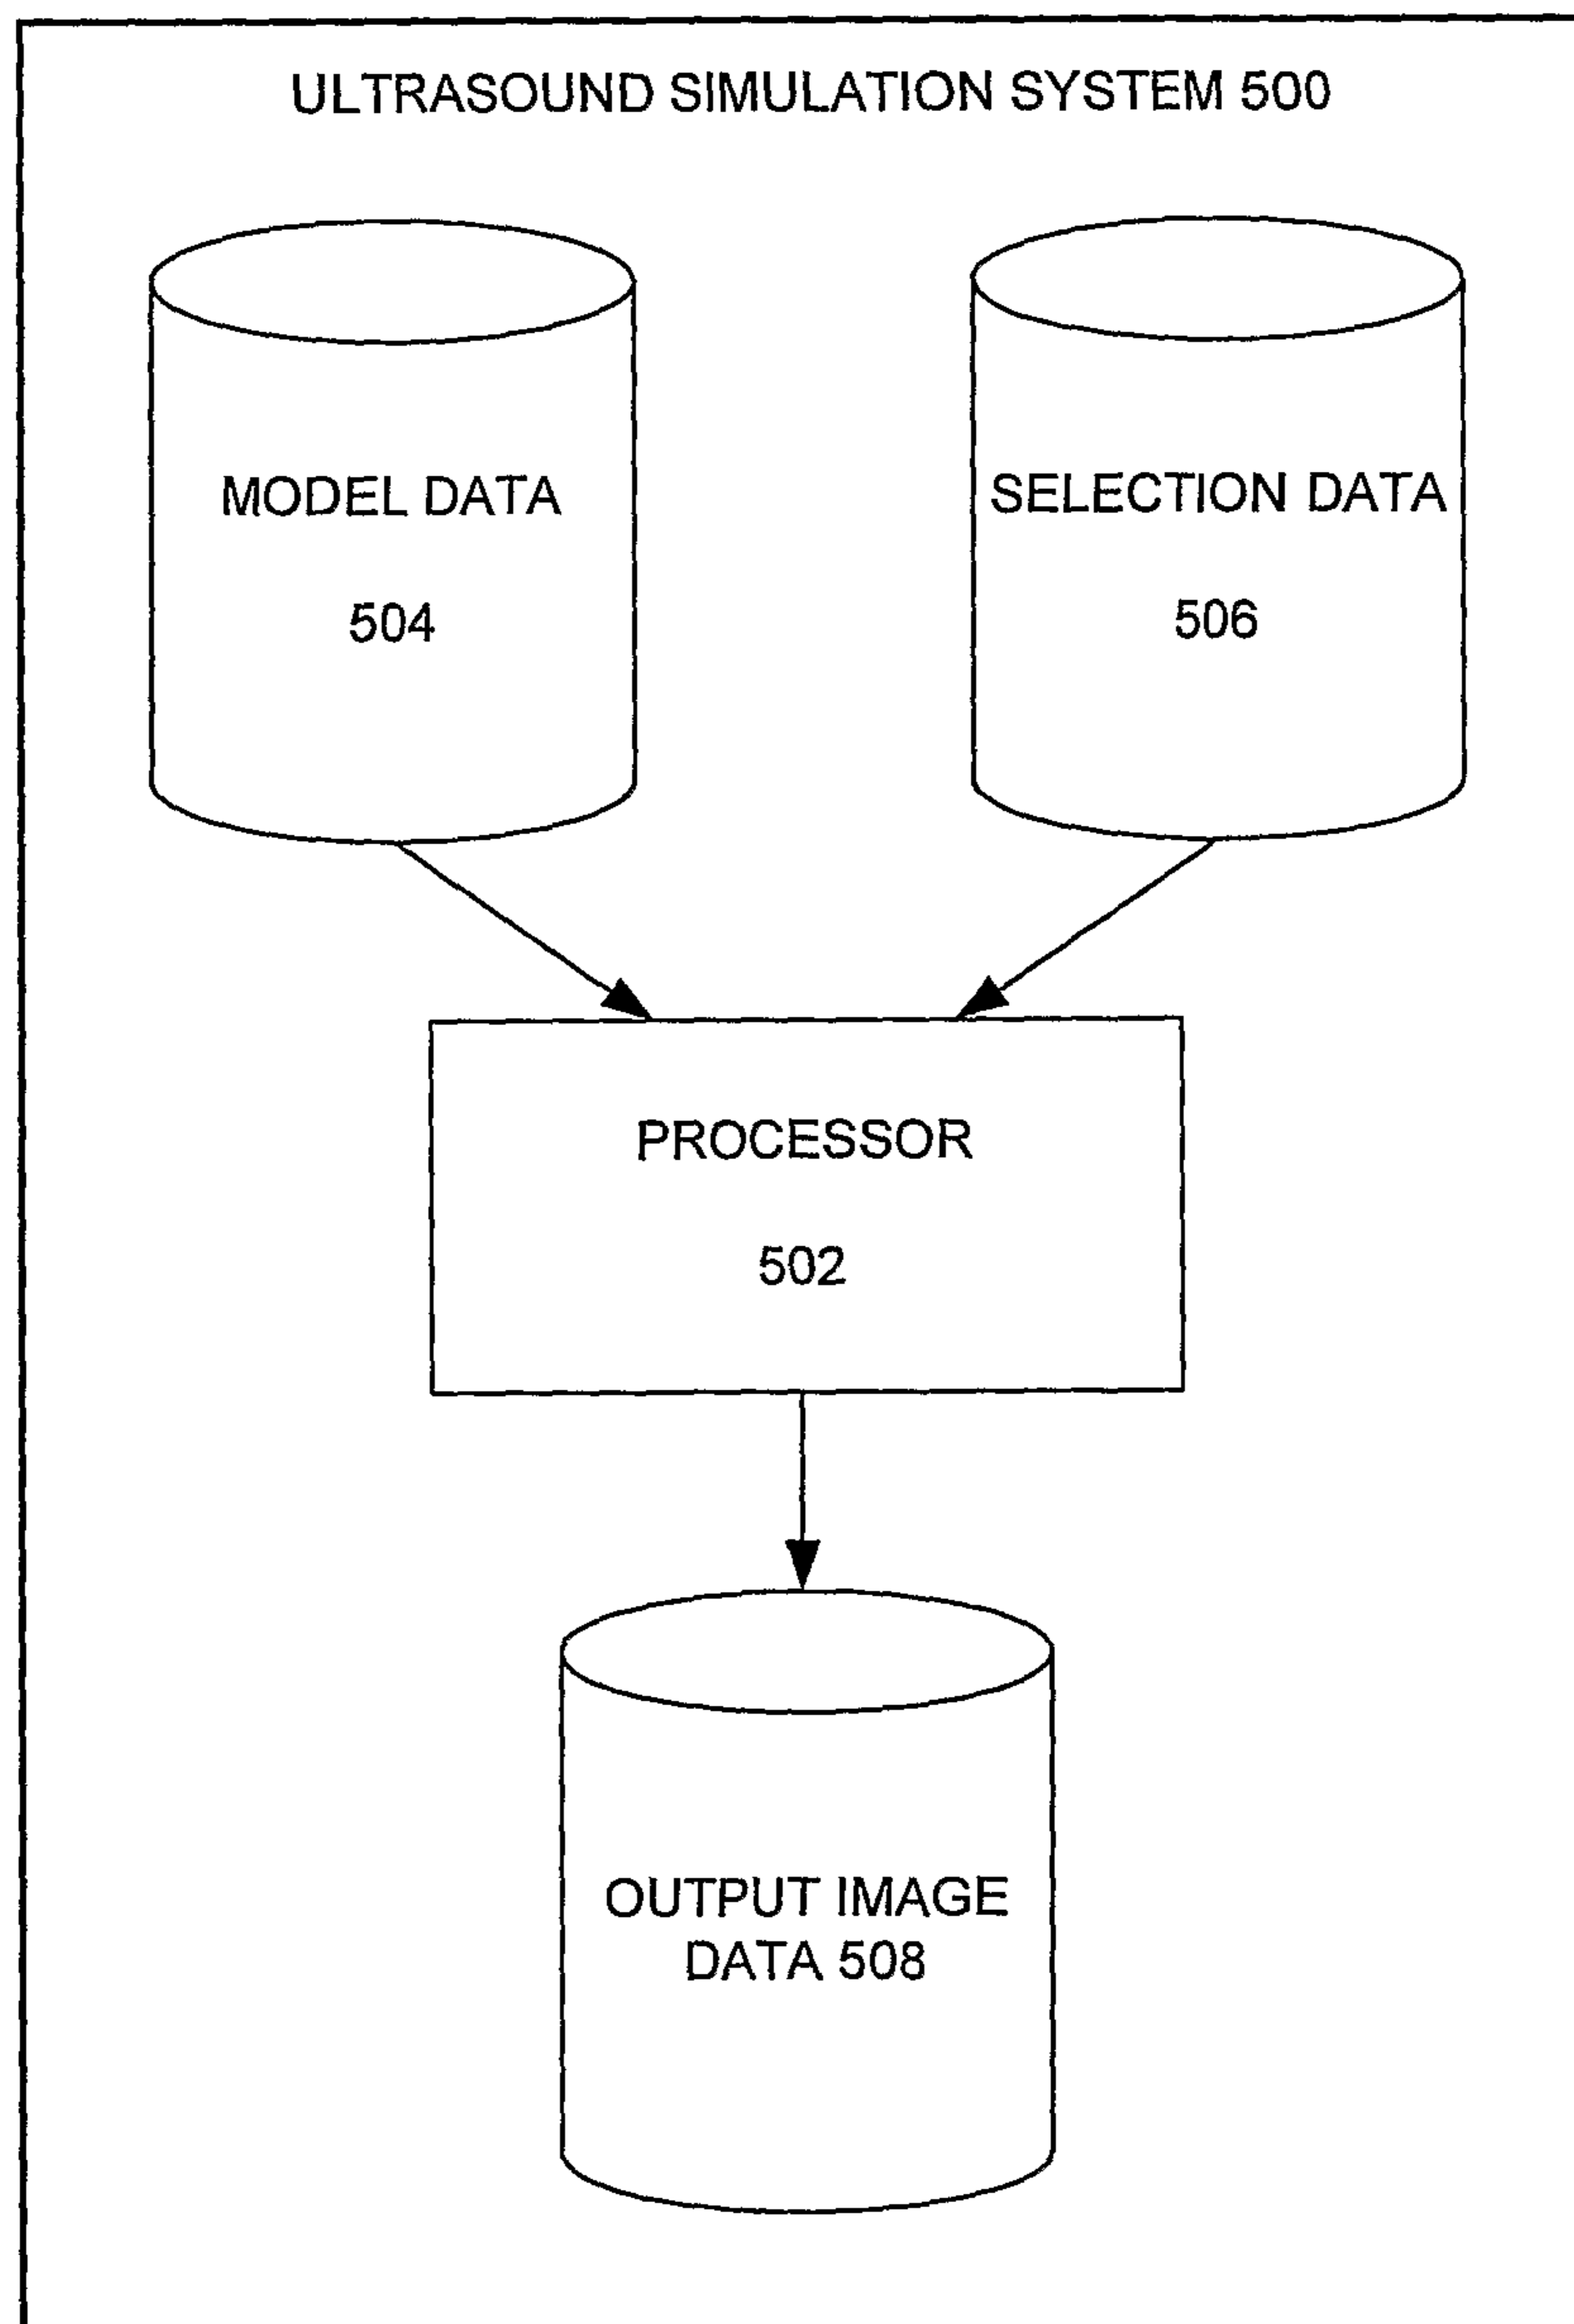 ULTRASOUND SIMULATION SYSTEM 500
MODEL DATA
504
SELECTION DATA
506
PROCESSOR
502
OUTPUT IMAGE
DATA 508